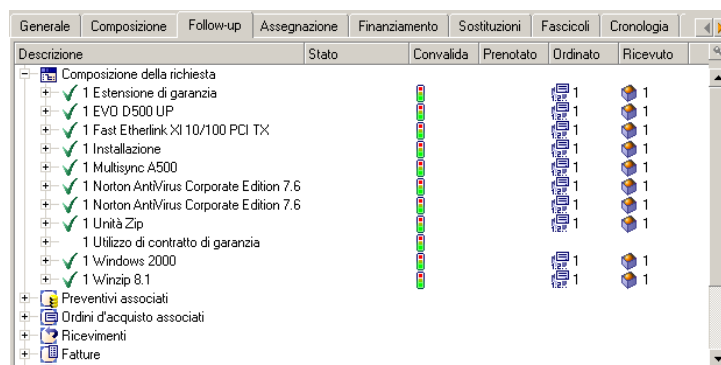 Generale Composizione Follow-up Assegnazione Finanziamento Sostituzioni Fascicoli Cronologia
Descrizione Stato Convalida Prenotato Ordinato Ricevuto
Composizione della richiesta
1 Estensione di garanzia 1 1
1 EVO D500 UP 1 1
1 Fast Etherlink XI 10/100 PCI TX 1 1
1 Installazione 1 1
1 Multisync A500 1 1
1 Norton AntiVirus Corporate Edition 7.6 1 1
1 Norton AntiVirus Corporate Edition 7.6 1 1
1 Unità Zip 1 1
1 Utilizzo di contratto di garanzia
1 Windows 2000 1 1
1 Winzip 8.1 1 1
Preventivi associati
Ordini d'acquisto associati
Ricevimenti
Fatture